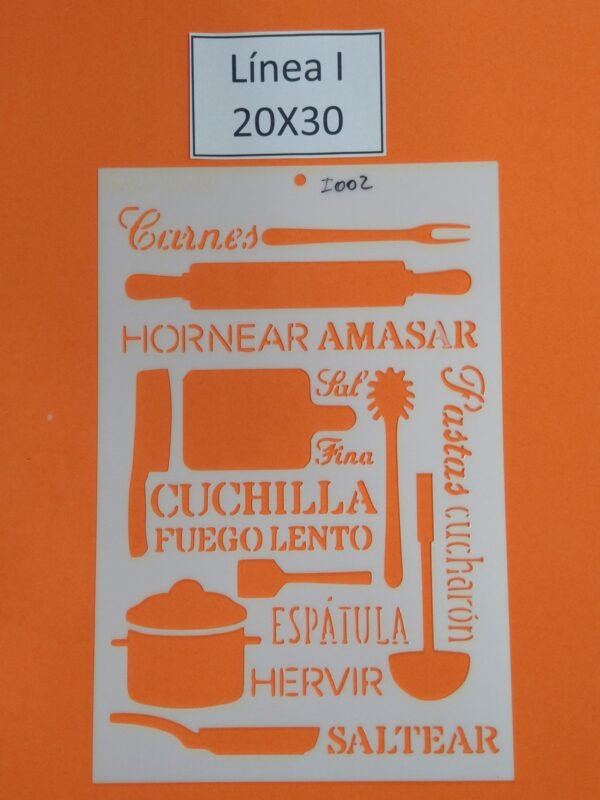 Línea I
20X30
I002
Carnes
HORNEAR AMASAR
Sal
Fina
Pastas cucharón
CUCHILLA
FUEGO LENTO
ESPÁTULA
HERVIR
SALTEAR